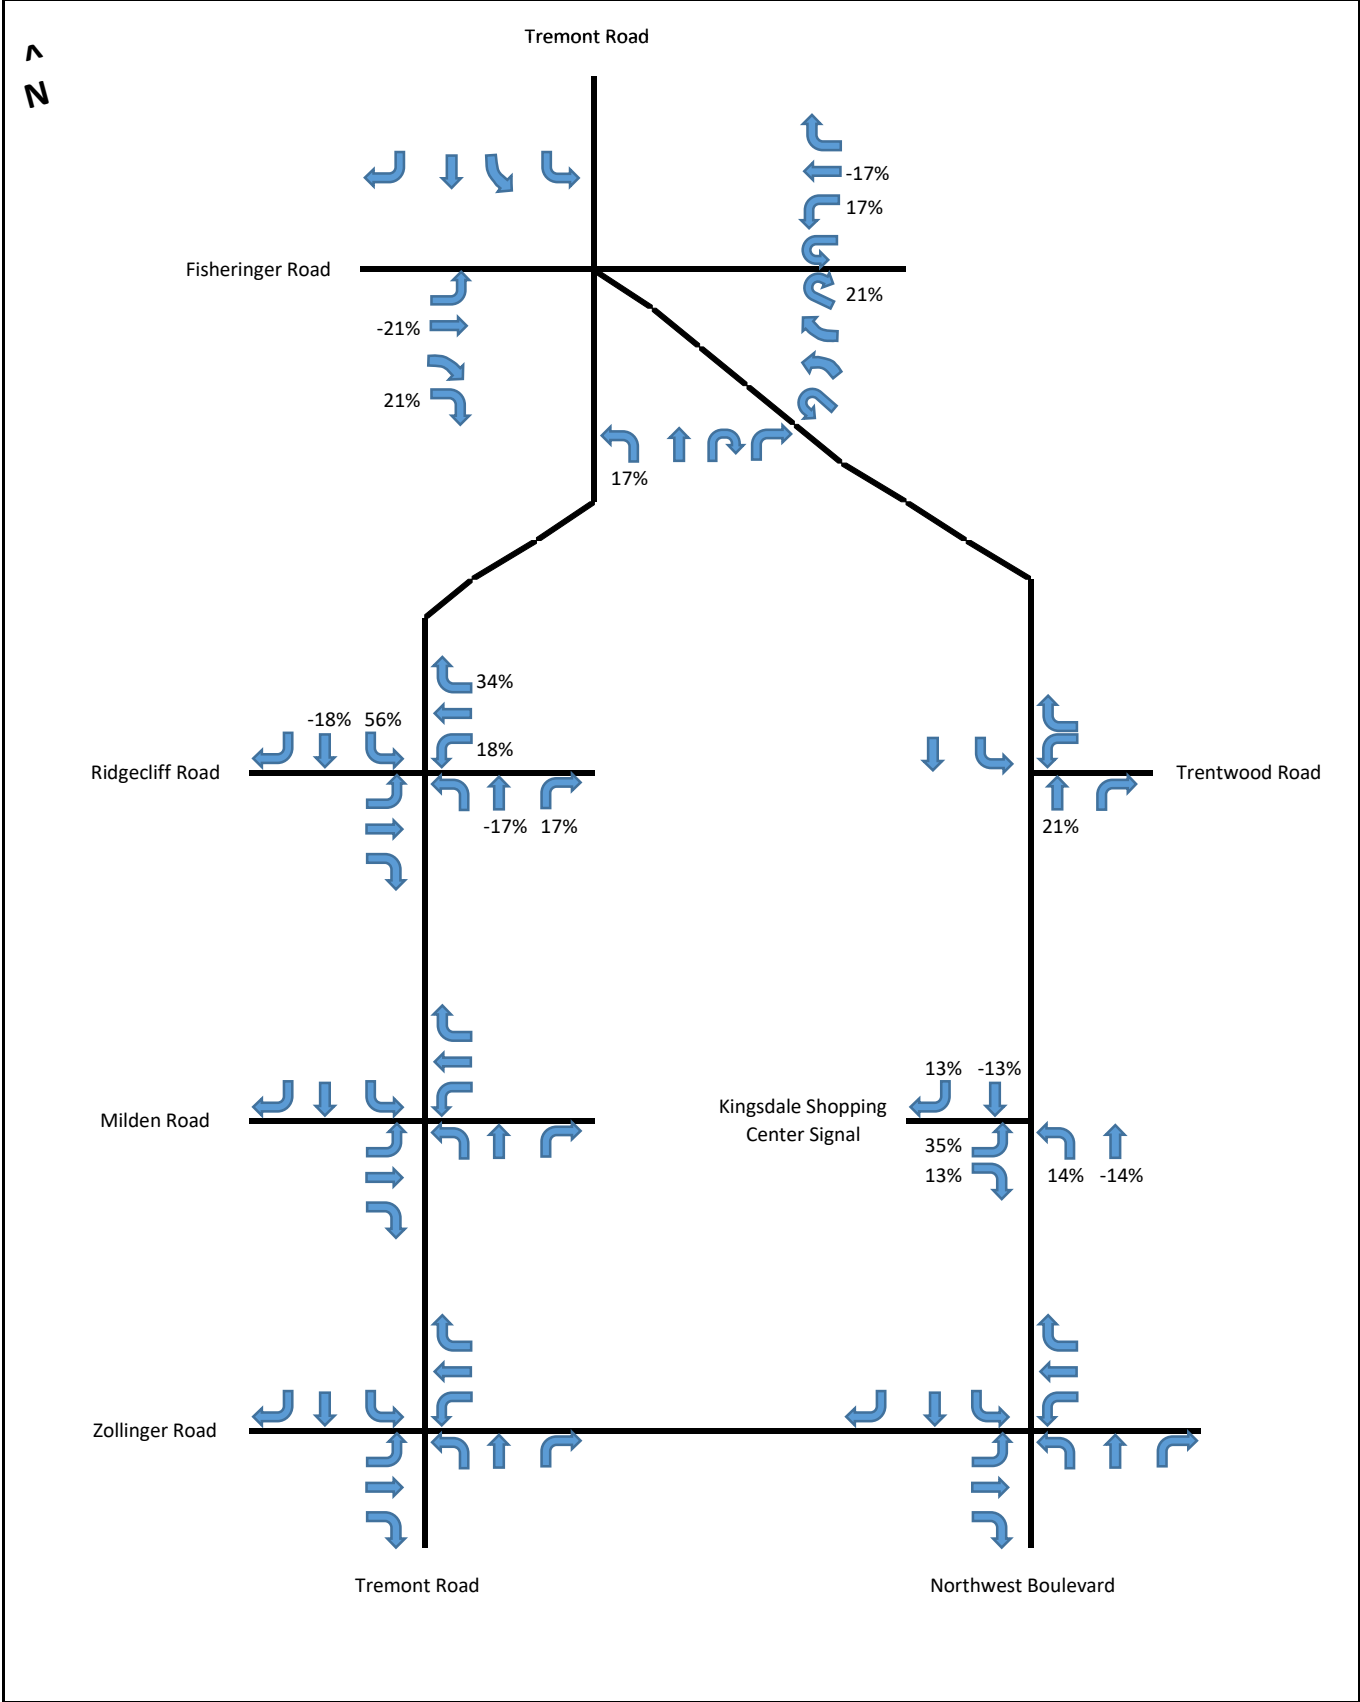 Tremont Road
^
N
-17%
17%
Fisheringer Road
21%
-21%
21%
17%
34%
-18% 56%
18%
Ridgecliff Road
Trentwood Road
-17% 17%
21%
13% -13%
Kingsdale Shopping
Center Signal
Milden Road
35%
13%
14% -14%
Zollinger Road
Tremont Road
Northwest Boulevard